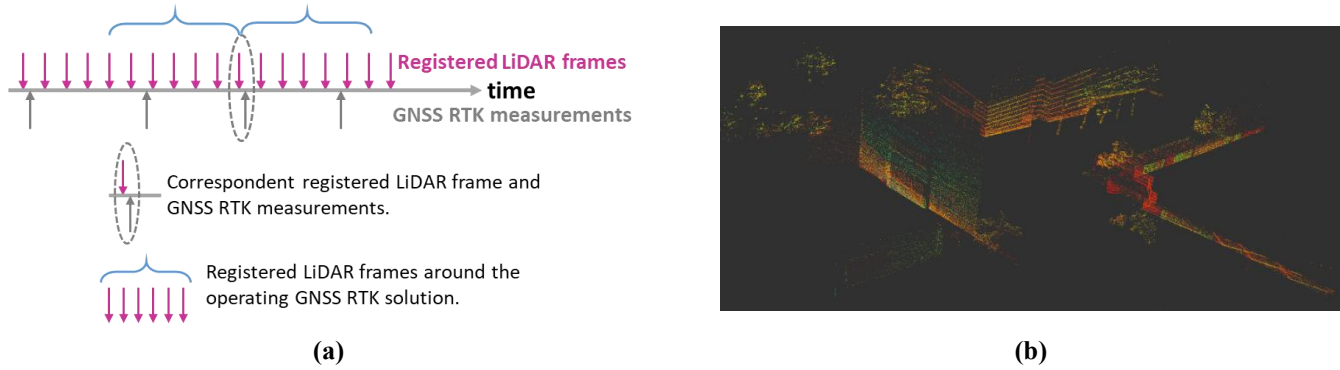 Registered LiDAR frames
time
GNSS RTK measurements
Correspondent registered LiDAR frame and
GNSS RTK measurements.
Registered LiDAR frames around the
operating GNSS RTK solution.
(a)
(b)